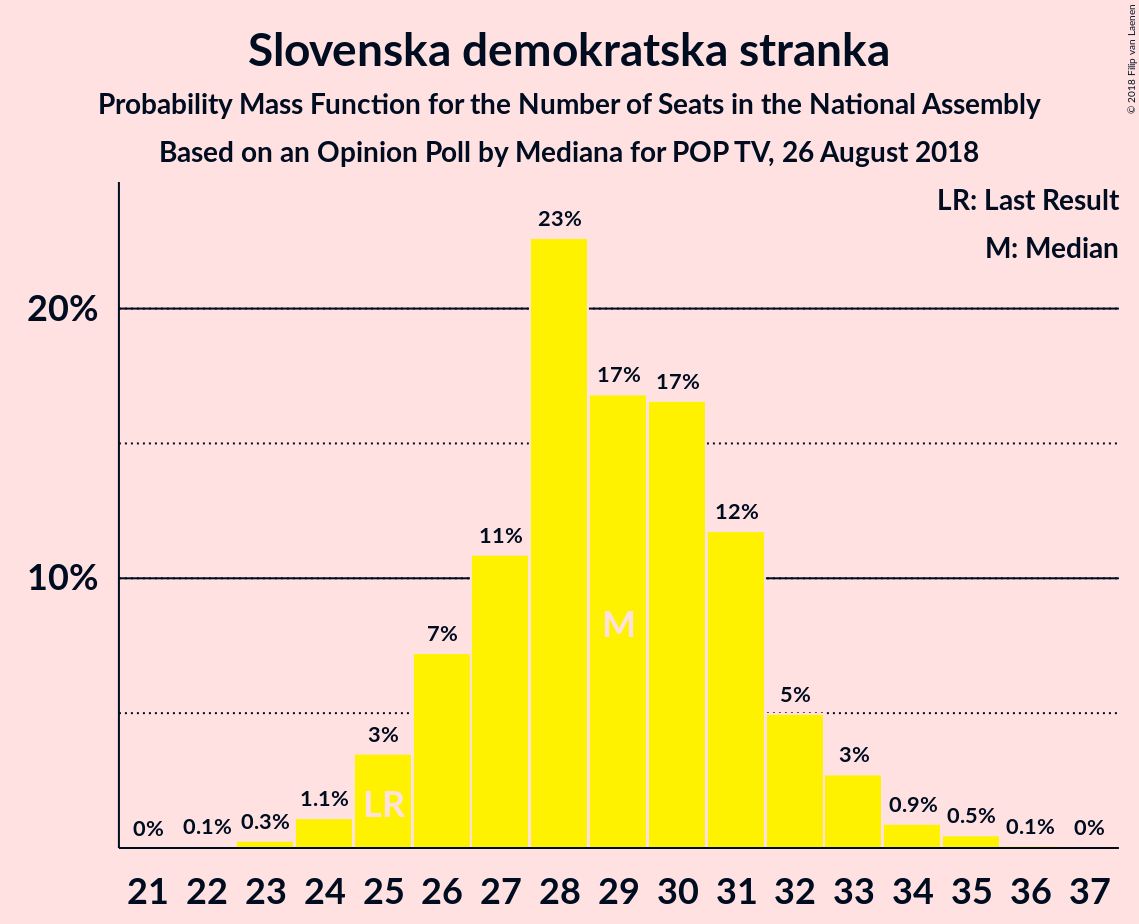 Slovenska demokratska stranka
Probability Mass Function for the Number of Seats in the National Assembly
Based on an Opinion Poll by Mediana for POP TV, 26 August 2018
© 2018 Filip van Laenen
LR: Last Result
M: Median
20%
10%
0%
0.1%
0.3%
1.1%
3%
7%
11%
23%
17%
17%
12%
5%
3%
0.9%
0.5%
0.1%
0%
LR
M
21 22 23 24 25 26 27 28 29 30 31 32 33 34 35 36 37